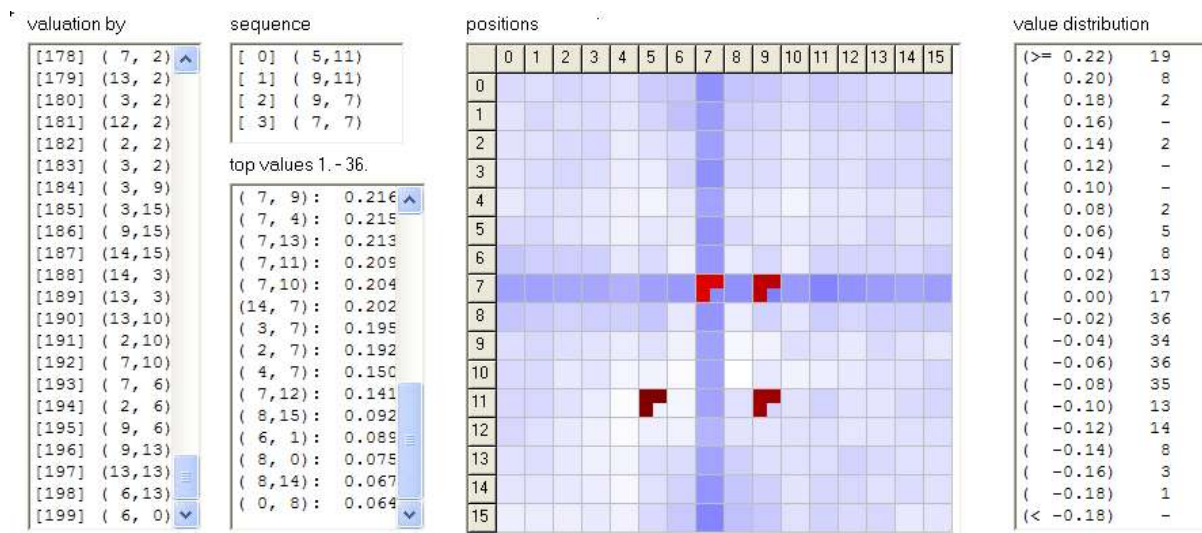 valuation by
[178] ( 7, 2)
[179] (13, 2)
[180] ( 3, 2)
[181] (12, 2)
[182] ( 2, 2)
[183] ( 3, 2)
[184] ( 3, 9)
[185] ( 3,15)
[186] ( 9,15)
[187] (14,15)
[188] (14, 3)
[189] (13, 3)
[190] (13,10)
[191] ( 2,10)
[192] ( 7,10)
[193] ( 7, 6)
[194] ( 2, 6)
[195] ( 9, 6)
[196] ( 9,13)
[197] (13,13)
[198] ( 6,13)
[199] ( 6, 0)
sequence
[ 0] ( 5,11)
[ 1] ( 9,11)
[ 2] ( 9, 7)
[ 3] ( 7, 7)
top values 1. - 36.
( 7, 9): 0.216
( 7, 4): 0.215
( 7,13): 0.213
( 7,11): 0.209
( 7,10): 0.204
(14, 7): 0.202
( 3, 7): 0.195
( 2, 7): 0.192
( 4, 7): 0.150
( 7,12): 0.141
( 8,15): 0.092
( 6, 1): 0.089
( 8, 0): 0.075
( 8,14): 0.067
( 0, 8): 0.064
positions
0 1 2 3 4 5 6 7 8 9 10 11 12 13 14 15
0
1
2
3
4
5
6
7
8
9
10
11
12
13
14
15
value distribution
(>= 0.22) 19
( 0.20) 8
( 0.18) 2
( 0.16) -
( 0.14) 2
( 0.12) -
( 0.10) -
( 0.08) 2
( 0.06) 5
( 0.04) 8
( 0.02) 13
( 0.00) 17
( -0.02) 36
( -0.04) 34
( -0.06) 36
( -0.08) 35
( -0.10) 13
( -0.12) 14
( -0.14) 8
( -0.16) 3
( -0.18) 1
(< -0.18) -